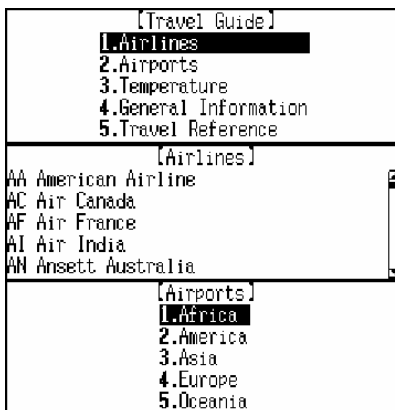 [Travel Guide]
1.Airlines
2.Airports
3.Temperature
4.General Information
5.Travel Reference
[Airlines]
AA American Airline
AC Air Canada
AF Air France
AI Air India
AN Ansett Australia
[Airports]
1.Africa
2.America
3.Asia
4.Europe
5.Oceania